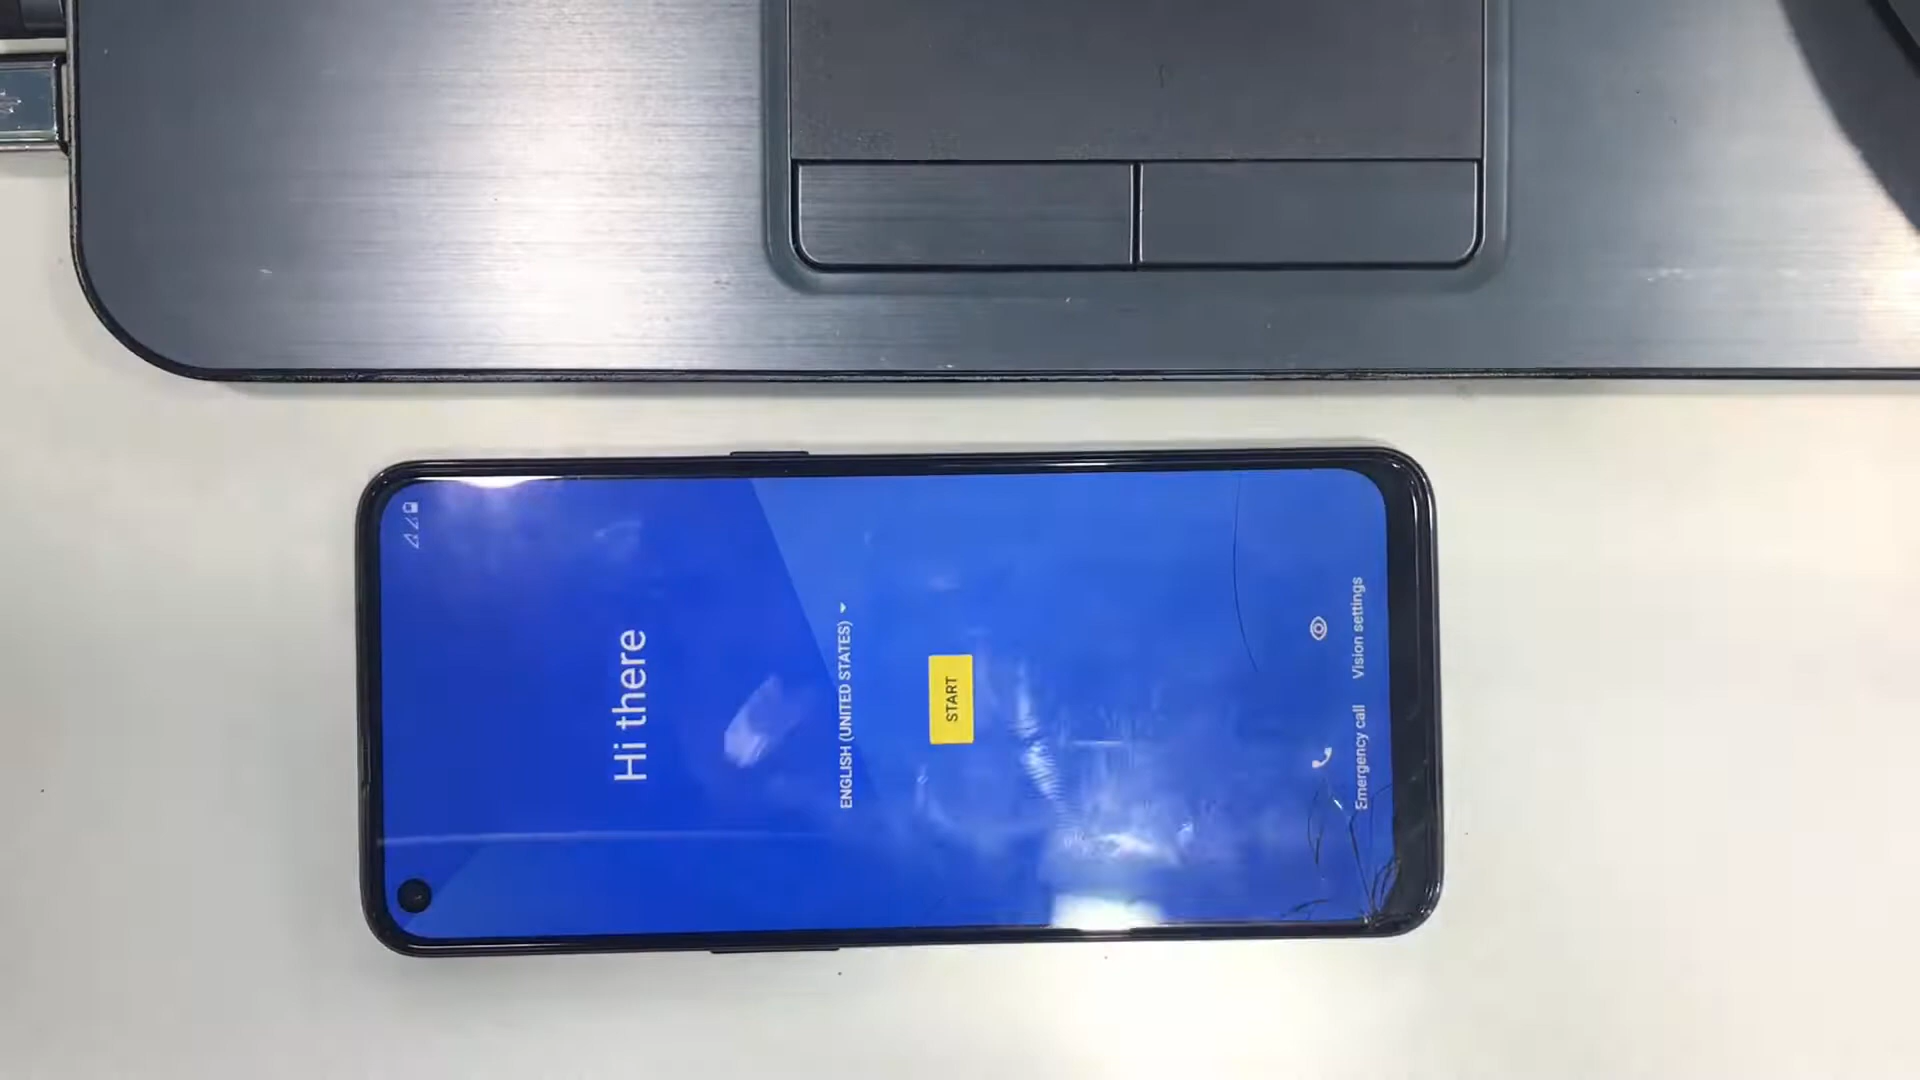 Hi there
ENGLISH (UNITED STATES)
START
Emergency call
Vision settings